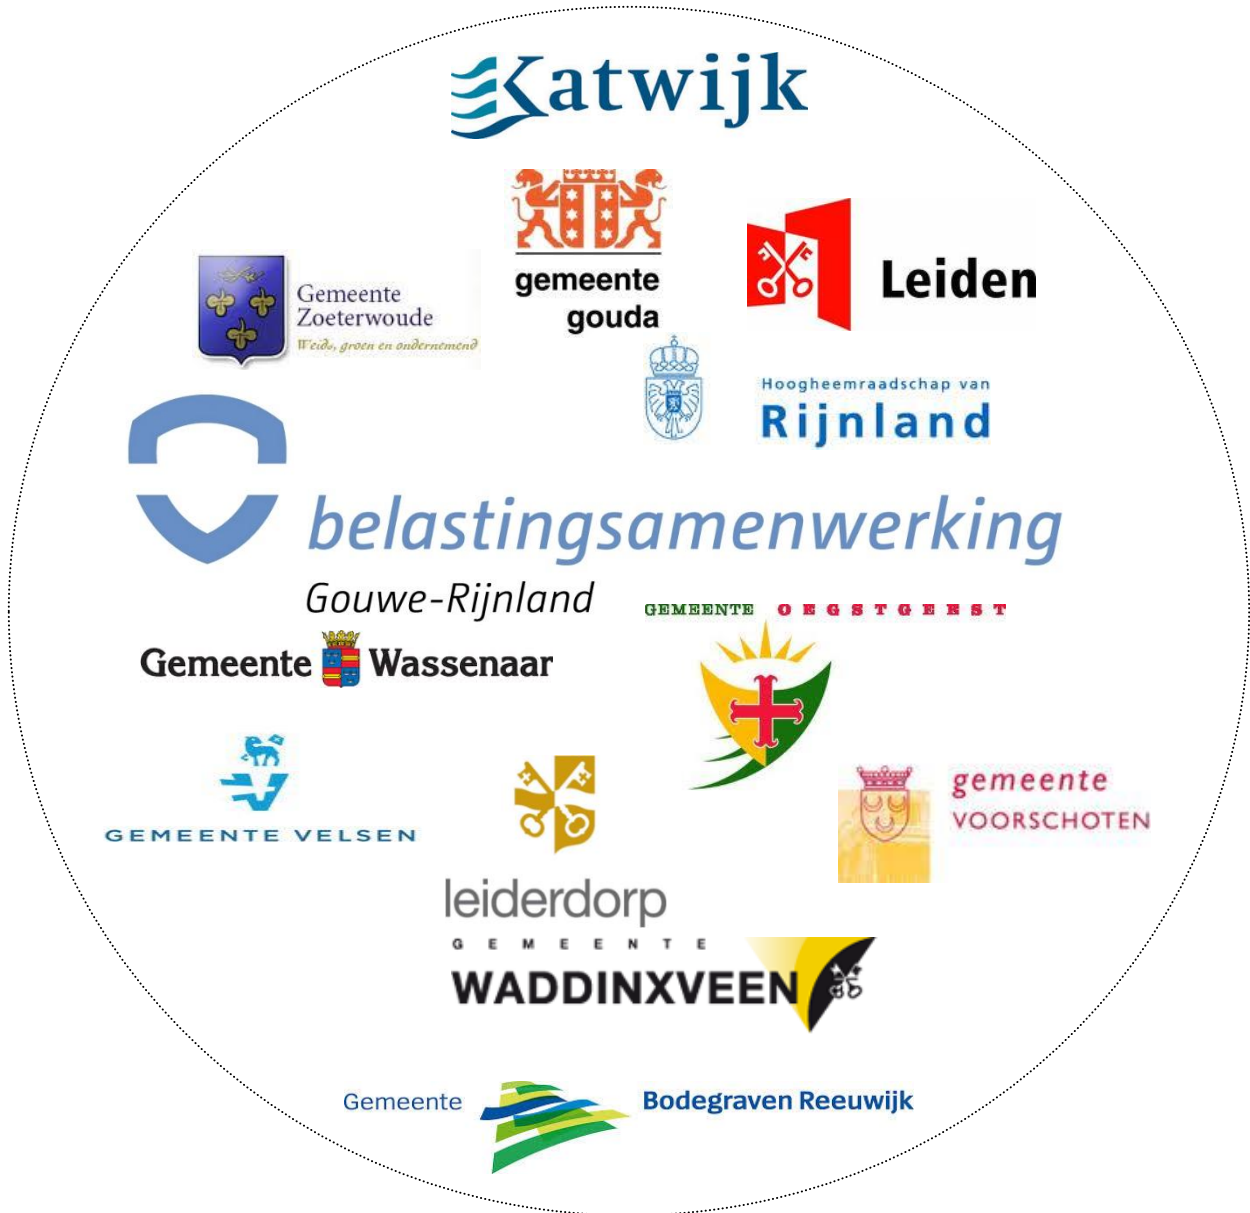 Katwijk
gemeente
gouda
Leiden
Gemeente
Zoeterwoude
Weids, groen en ondernemend
Hoogheemraadschap van
Rijnland
belastingsamenwerking
Gouwe-Rijnland
GEMEENTE OEGSTGEEST
Gemeente Wassenaar
GEMEENTE VELSEN
gemeente
VOORSCHOTEN
leiderdorp
GEMEENTE
WADDINXVEEN
Gemeente Bodegraven Reeuwijk